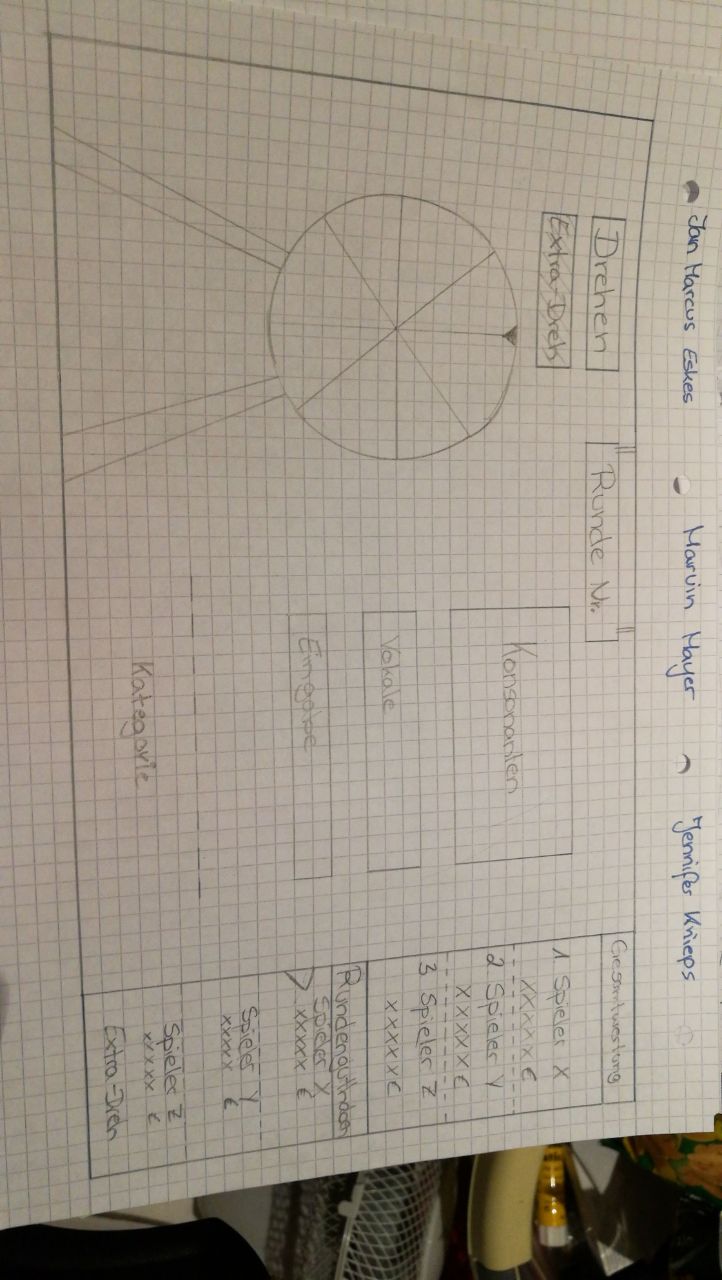 Jan Marcus Eskes Marvin Mayer Jennifer Knieps
Drehen
Runde Nr.
Extra-Dreh
Konsonanten
Vokale
Eingabe
Kategorie
Gesamtwertung
1 Spieler X
XXXXX €
2 Spieler Y
XXXXX €
3 Spieler Z
XXXXX €
Rundenguthaben
Spieler X
XXXXX €
Spieler Y
XXXXX €
Spieler Z
XXXXX €
Extra-Dreh